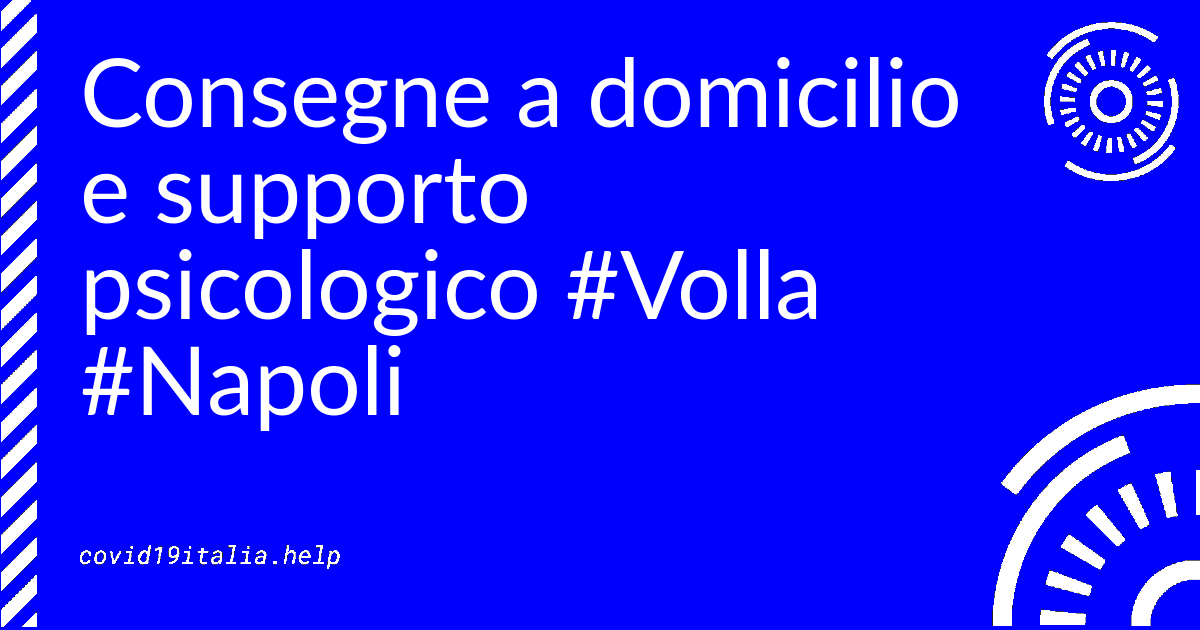 Consegne a domicilio
e supporto
psicologico #Volla
#Napoli
covid19italia.help